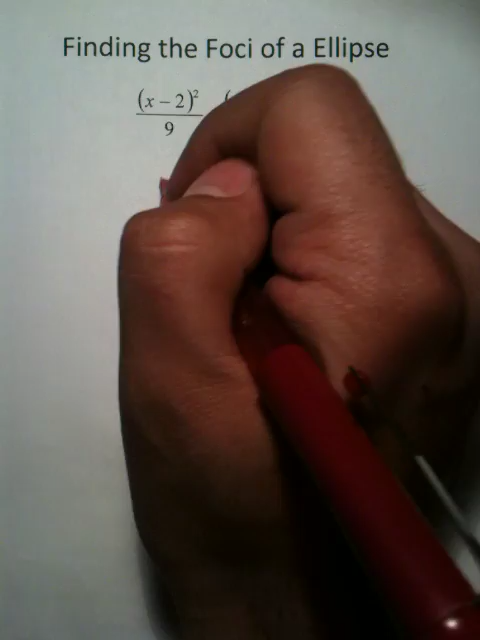 Finding the Foci of a Ellipse
(x – 2)²
9